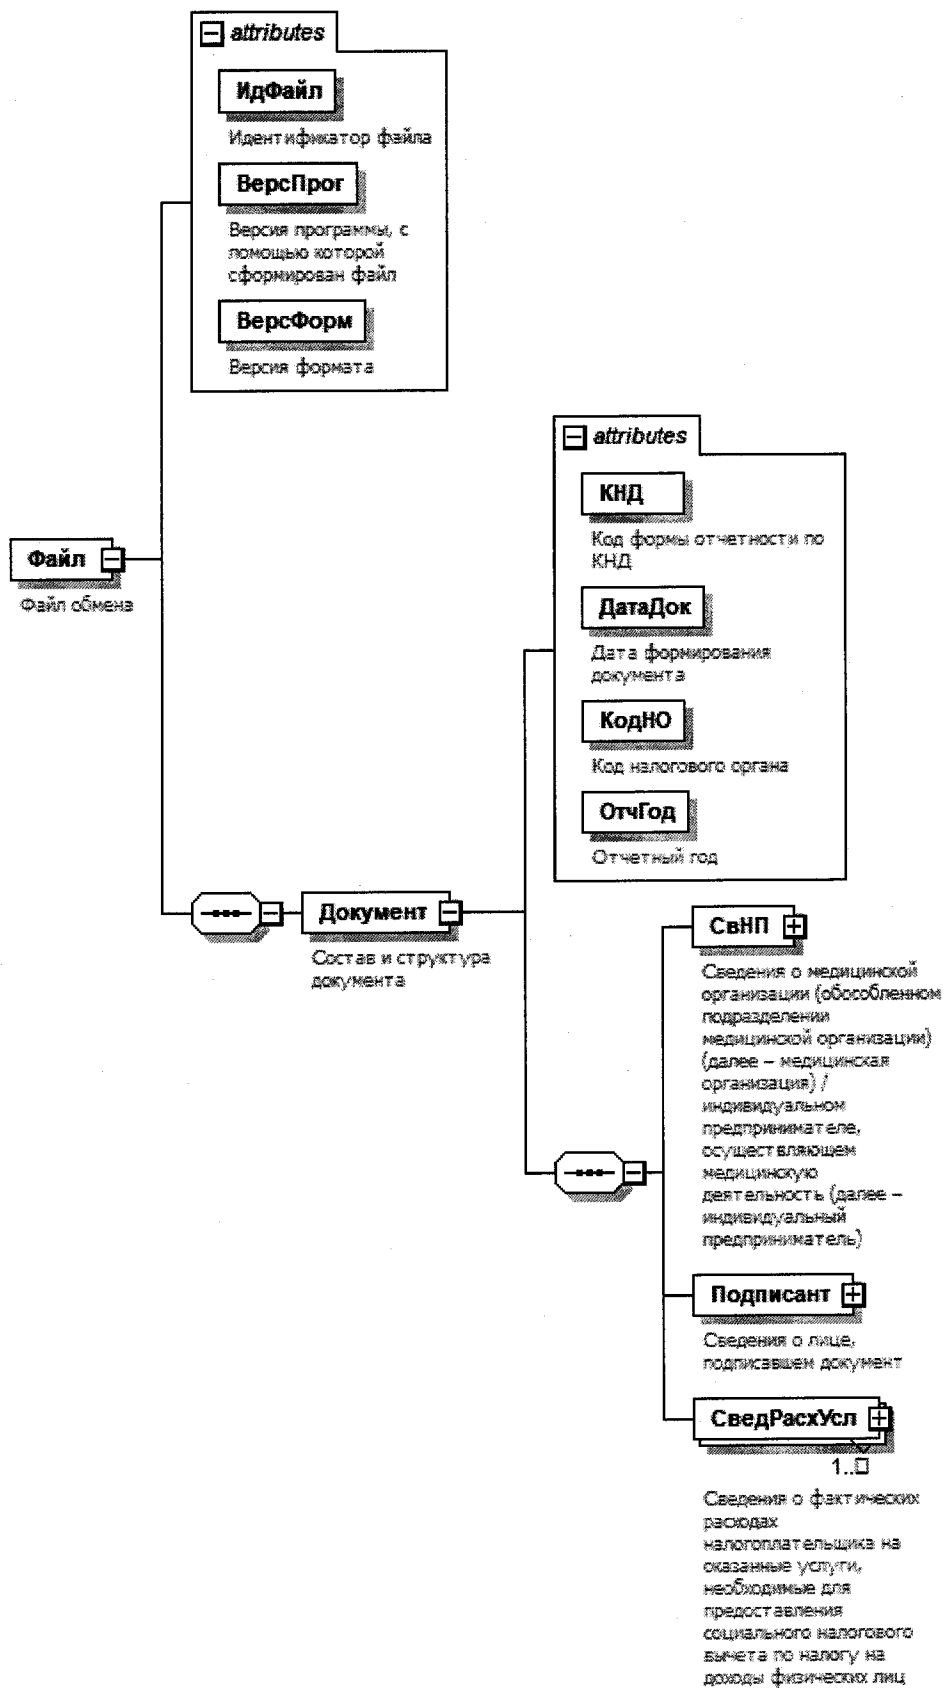 attributes
ИдФайл
Идентификатор файла
ВерсПрог
Версия программы, с
помощью которой
сформирован файл
ВерсФорм
Версия формата
Файл
Файл обмена
attributes
КНД
Код формы отчетности по
КНД
ДатаДок
Дата формирования
документа
КодНО
Код налогового органа
ОтчГод
Отчетный год
Документ
Состав и структура
документа
СвНП
Сведения о медицинской
организации (обособленном
подразделении
медицинской организации)
(далее – медицинская
организация) /
индивидуальном
предпринимателе,
осуществляющем
медицинскую
деятельность (далее –
индивидуальный
предприниматель)
Подписант
Сведения о лице,
подписавшем документ
СведРасхУсл
1..□
Сведения о фактических
расходах
налогоплательщика на
оказанные услуги,
необходимые для
предоставления
социального налогового
вычета по налогу на
доходы физических лиц